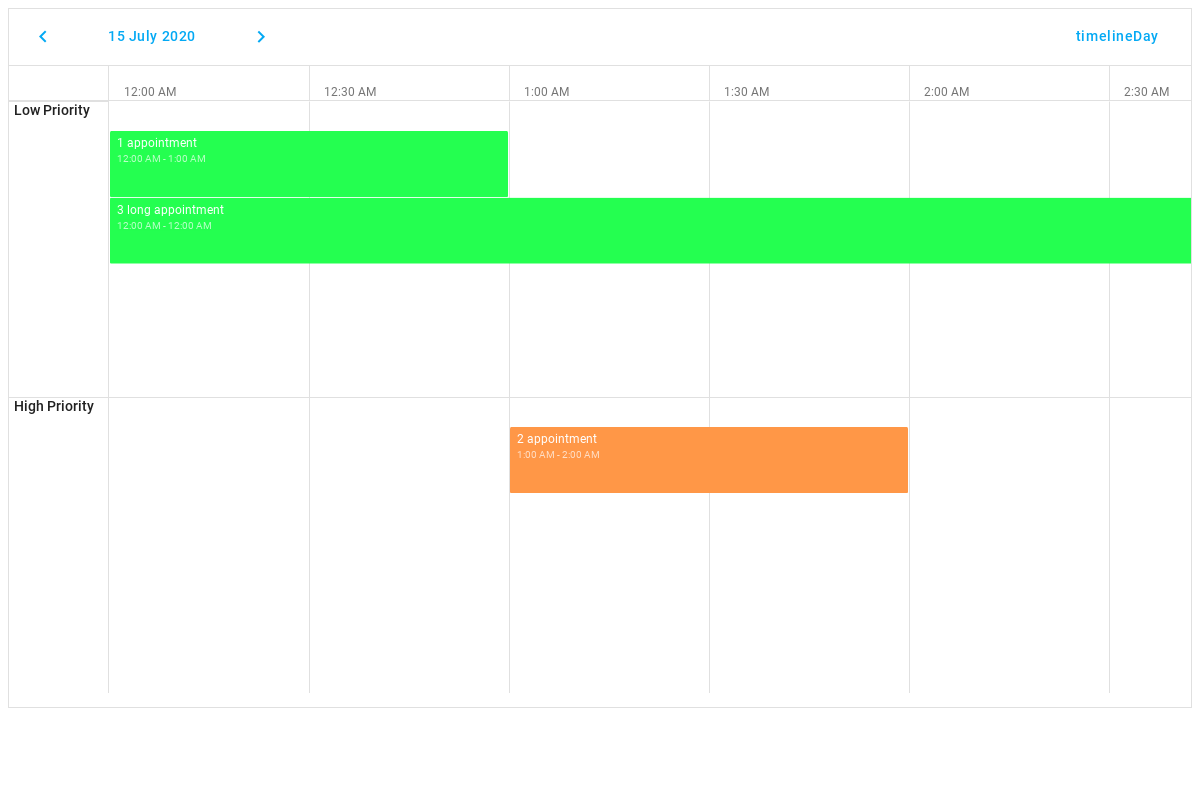 15 July 2020
timelineDay
12:00 AM
12:30 AM
1:00 AM
1:30 AM
2:00 AM
2:30 AM
Low Priority
1 appointment
12:00 AM - 1:00 AM
3 long appointment
12:00 AM - 12:00 AM
High Priority
2 appointment
1:00 AM - 2:00 AM